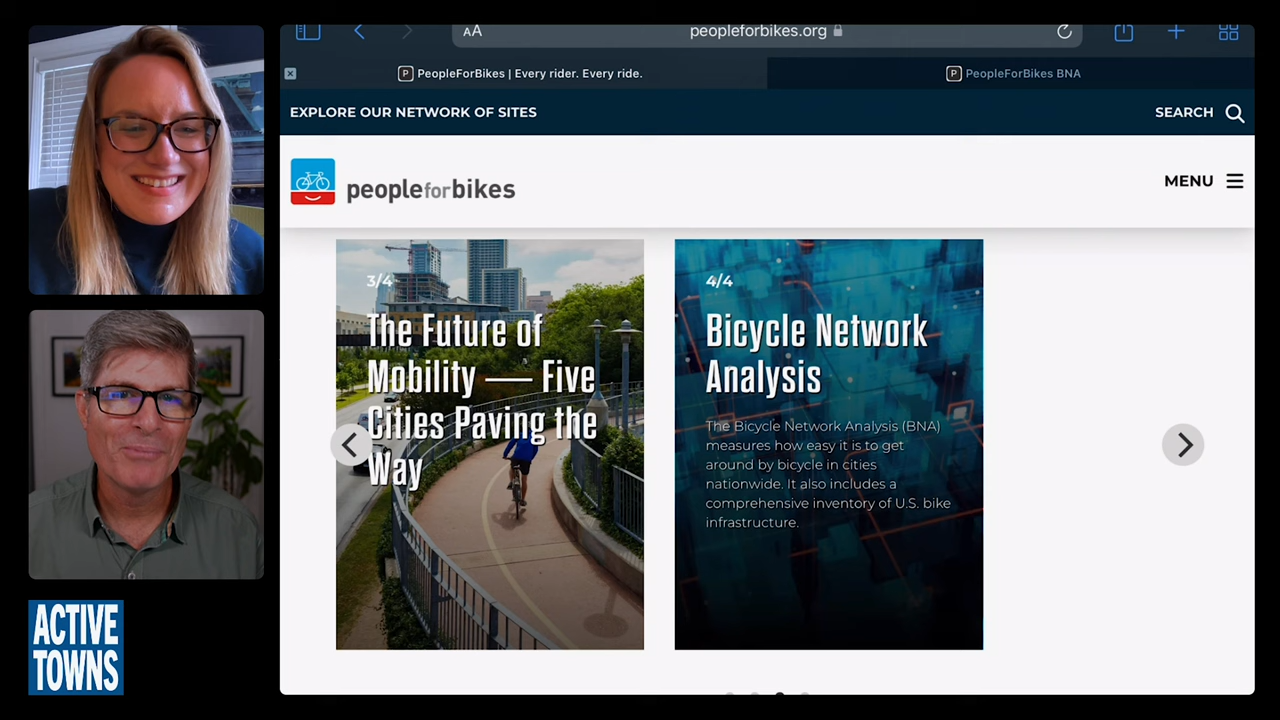 AA
peopleforbikes.org
PeopleForBikes | Every rider. Every ride.
PeopleForBikes BNA
EXPLORE OUR NETWORK OF SITES
SEARCH
peopleforbikes
MENU
3/4
The Future of
Mobility — Five
Cities Paving the
Way
4/4
Bicycle Network
Analysis
The Bicycle Network Analysis (BNA)
measures how easy it is to get
around by bicycle in cities
nationwide. It also includes a
comprehensive inventory of U.S. bike
infrastructure.
ACTIVE
TOWNS